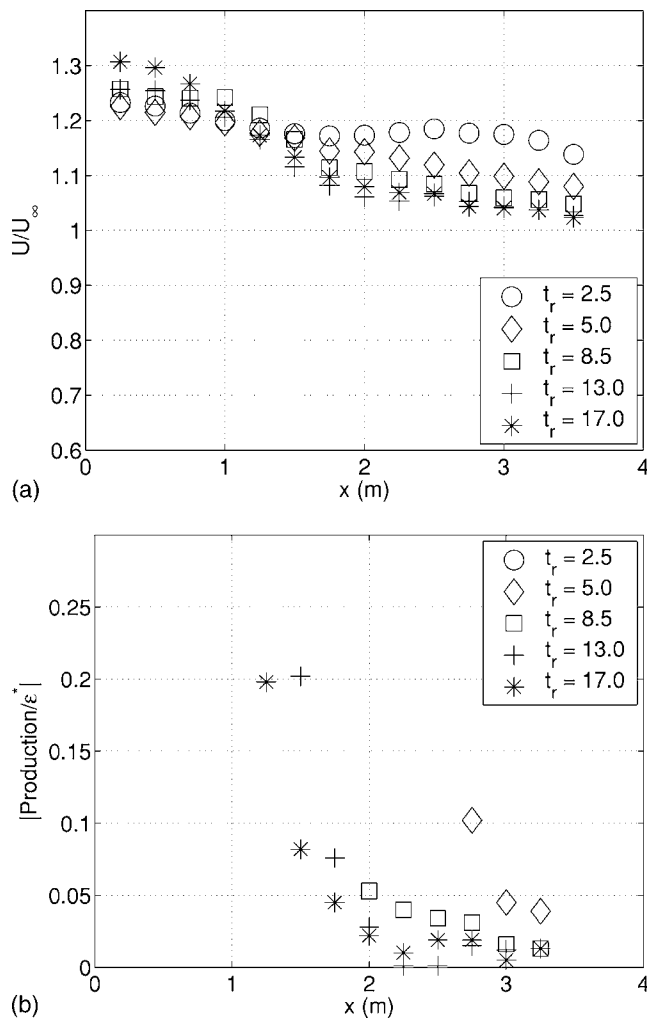 1.3
1.2
1.1
1
0.9
0.8
0.7
0.6
U/U∞
t_r = 2.5
t_r = 5.0
t_r = 8.5
t_r = 13.0
t_r = 17.0
0 1 2 3 4
x (m)
(a)
0.25
0.2
0.15
0.1
0.05
0
|Production/ε*|
t_r = 2.5
t_r = 5.0
t_r = 8.5
t_r = 13.0
t_r = 17.0
0 1 2 3 4
x (m)
(b)